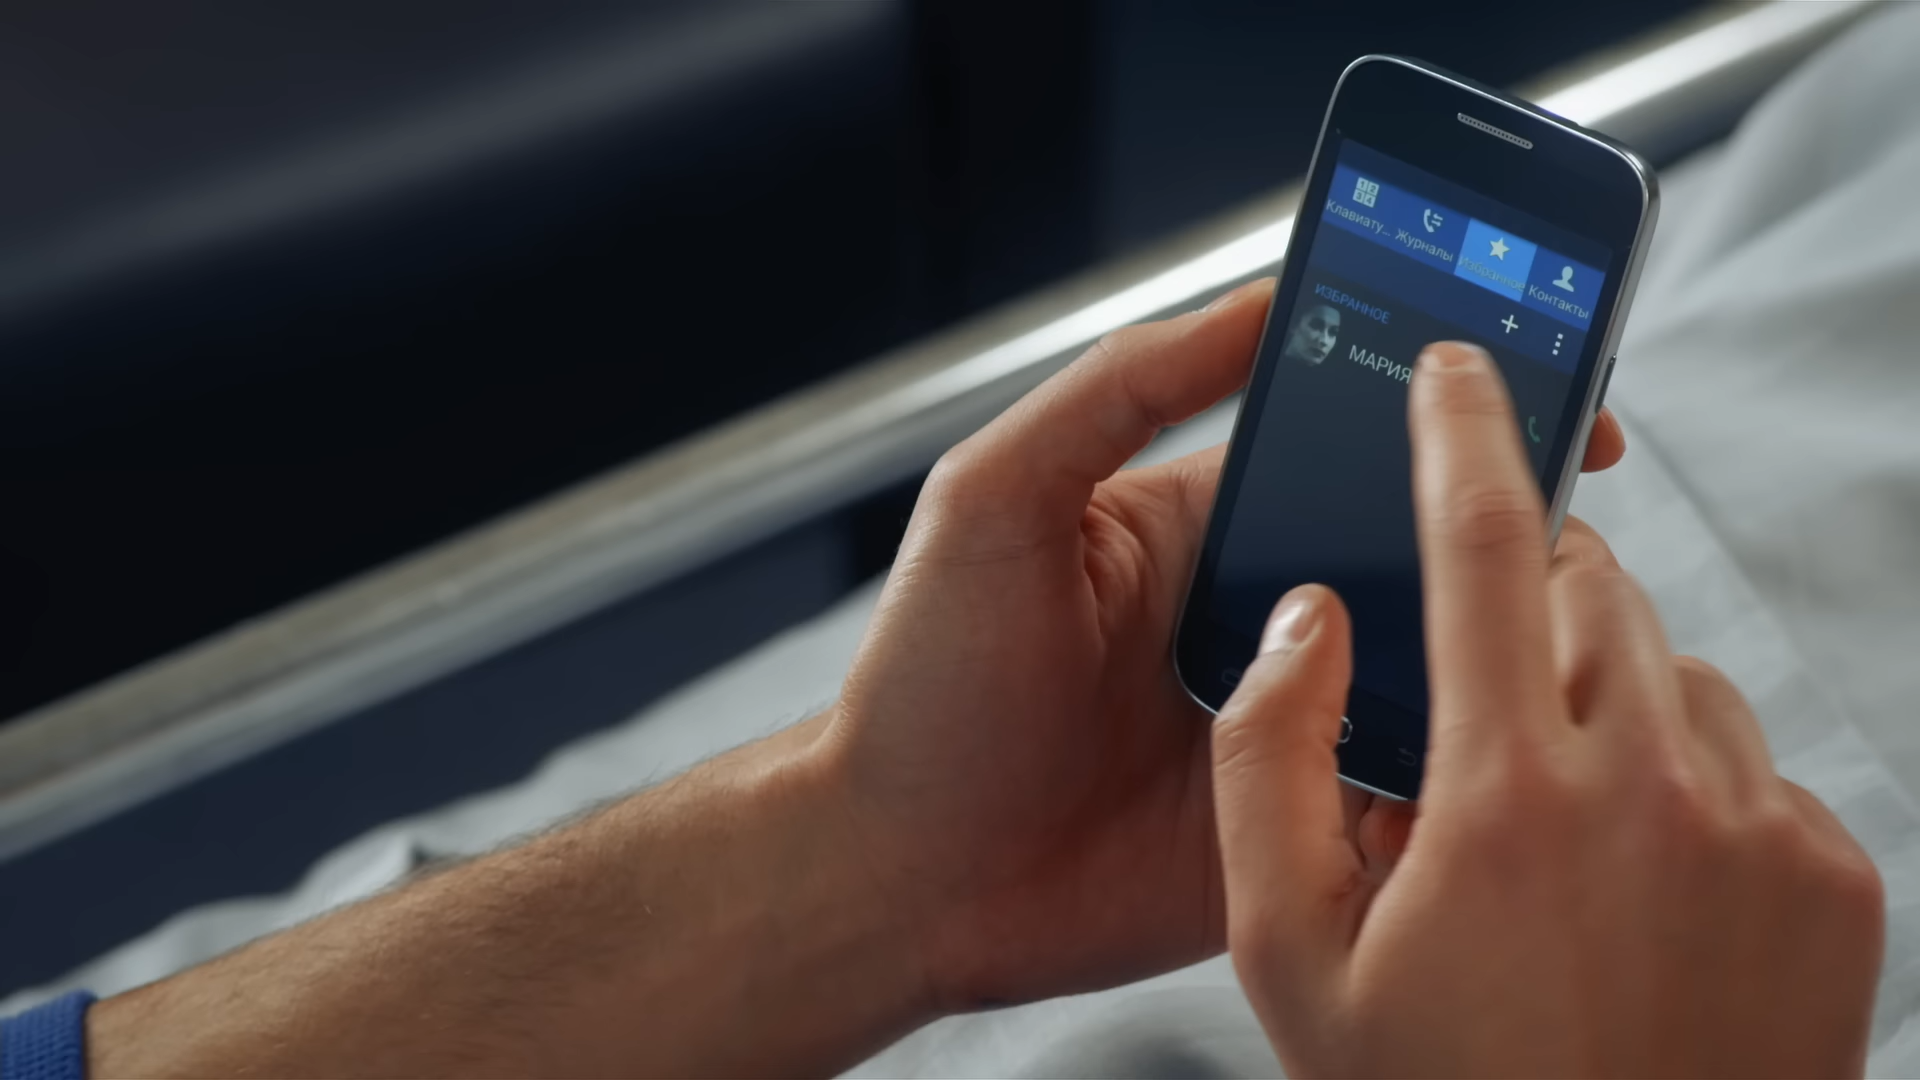 Клавиату...
Журналы
Избранное
Контакты
ИЗБРАННОЕ
МАРИЯ